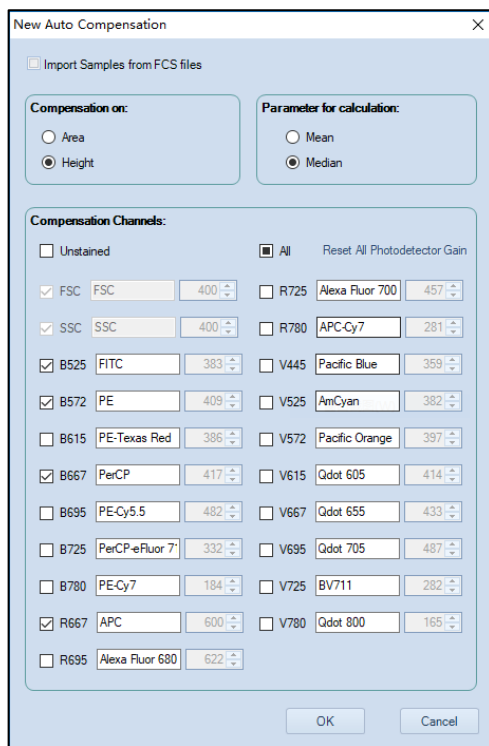 New Auto Compensation
Import Samples from FCS files
Compensation on:
Area
Height
Parameter for calculation:
Mean
Median
Compensation Channels:
Unstained
All Reset All Photodetector Gain
FSC FSC 400
SSC SSC 400
B525 FITC 383
B572 PE 409
B615 PE-Texas Red 386
B667 PerCP 417
B695 PE-Cy5.5 482
B725 PerCP-eFluor 71 332
B780 PE-Cy7 184
R667 APC 600
R695 Alexa Fluor 680 622
R725 Alexa Fluor 700 457
R780 APC-Cy7 281
V445 Pacific Blue 359
V525 AmCyan 382
V572 Pacific Orange 397
V615 Qdot 605 414
V667 Qdot 655 433
V695 Qdot 705 487
V725 BV711 282
V780 Qdot 800 165
OK Cancel